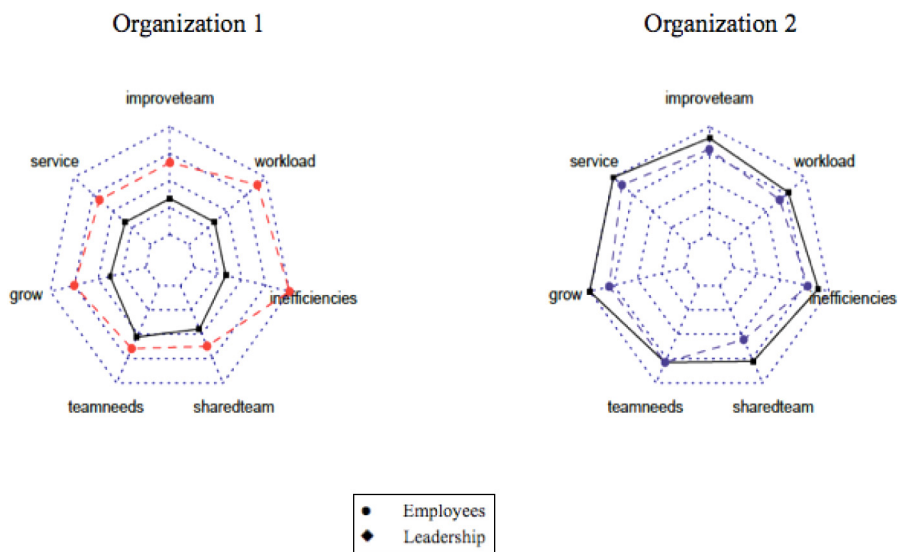 Organization 1
Organization 2
improveteam
service
workload
grow
inefficiencies
teamneeds
sharedteam
improveteam
service
workload
grow
inefficiencies
teamneeds
sharedteam
Employees
Leadership